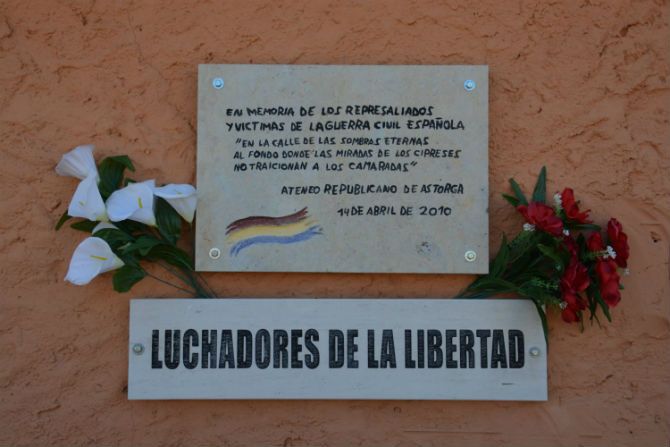 EN MEMORIA DE LOS REPRESALIADOS
Y VICTIMAS DE LA GUERRA CIVIL ESPAÑOLA
"EN LA CALLE DE LAS SOMBRAS ETERNAS
AL FONDO DONDE LAS MIRADAS DE LOS CIPRESES
NO TRAICIONAN A LOS CAMARADAS"
ATENEO REPUBLICANO DE ASTORGA
14 DE ABRIL DE 2010
LUCHADORES DE LA LIBERTAD